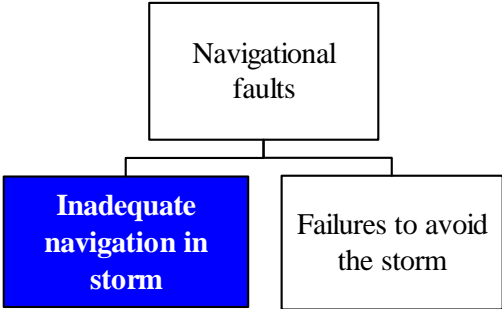 Navigational
faults
Inadequate
navigation in
storm
Failures to avoid
the storm